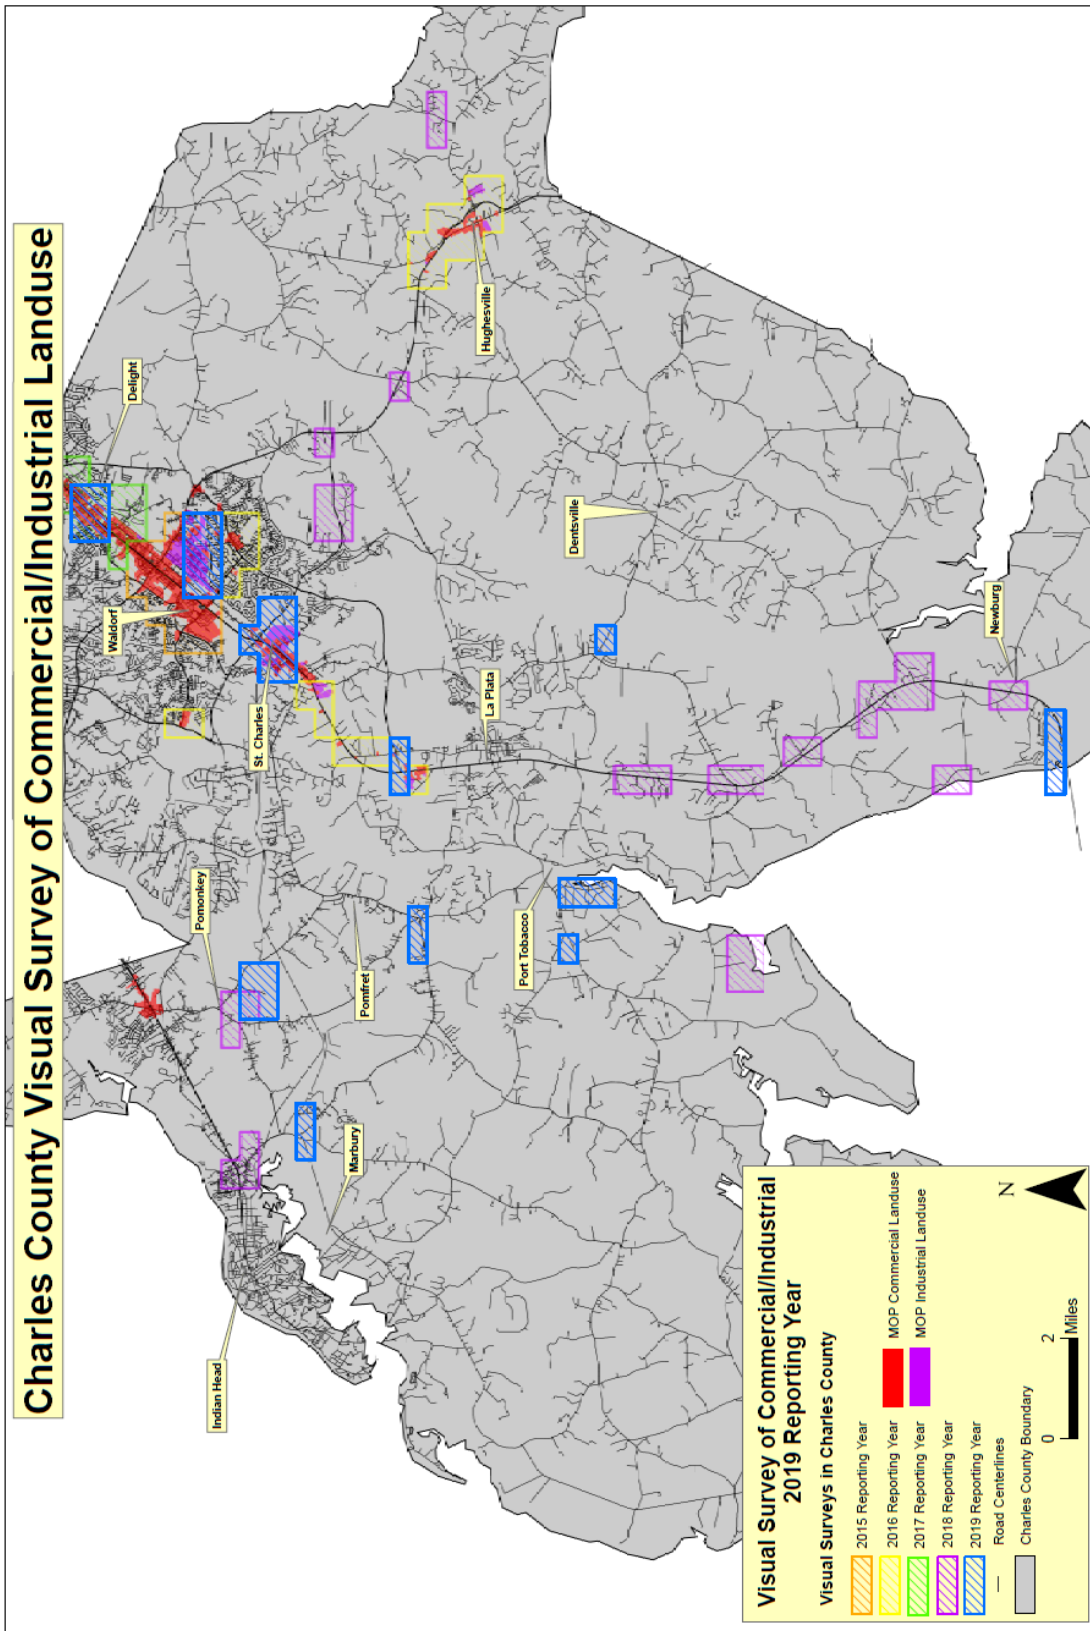 Charles County Visual Survey of Commercial/Industrial Landuse
Indian Head
Marbury
Pomonkey
Pomfret
Port Tobacco
St. Charles
Waldorf
La Plata
Delight
Dentsville
Newburg
Hughesville
Visual Survey of Commercial/Industrial
2019 Reporting Year
Visual Surveys in Charles County
2015 Reporting Year
2016 Reporting Year
2017 Reporting Year
2018 Reporting Year
2019 Reporting Year
Road Centerlines
Charles County Boundary
MOP Commercial Landuse
MOP Industrial Landuse
N
0 2
Miles